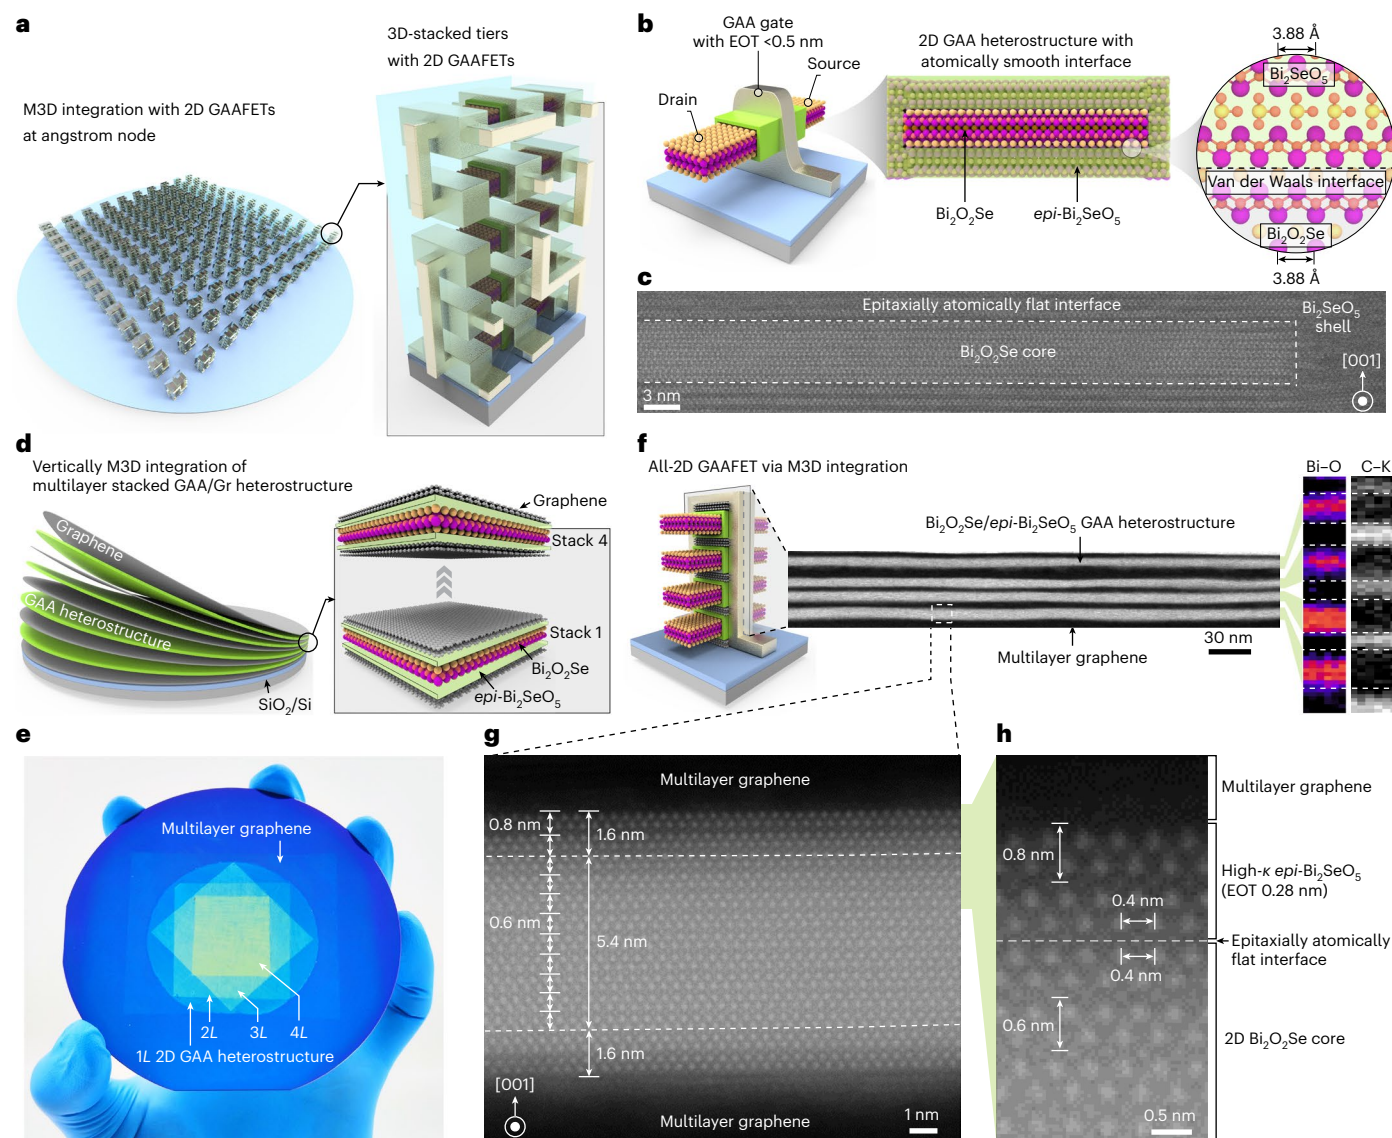 a
M3D integration with 2D GAAFETs
at angstrom node
3D-stacked tiers
with 2D GAAFETs
b
GAA gate
with EOT <0.5 nm
Source
Drain
2D GAA heterostructure with
atomically smooth interface
Bi₂O₂Se
epi-Bi₂SeO₅
3.88 Å
Bi₂SeO₅
Van der Waals interface
Bi₂O₂Se
3.88 Å
c
Epitaxially atomically flat interface
Bi₂SeO₅
shell
Bi₂O₂Se core
[001]
3 nm
d
Vertically M3D integration of
multilayer stacked GAA/Gr heterostructure
Graphene
GAA heterostructure
SiO₂/Si
Graphene
Stack 4
Stack 1
Bi₂O₂Se
epi-Bi₂SeO₅
f
All-2D GAAFET via M3D integration
Bi₂O₂Se/epi-Bi₂SeO₅ GAA heterostructure
Multilayer graphene
30 nm
Bi–O
C–K
e
Multilayer graphene
2L
3L
4L
1L 2D GAA heterostructure
g
Multilayer graphene
0.8 nm
1.6 nm
0.6 nm
5.4 nm
1.6 nm
[001]
Multilayer graphene
1 nm
h
Multilayer graphene
0.8 nm
High-κ epi-Bi₂SeO₅
(EOT 0.28 nm)
0.4 nm
Epitaxially atomically
flat interface
0.4 nm
0.6 nm
2D Bi₂O₂Se core
0.5 nm